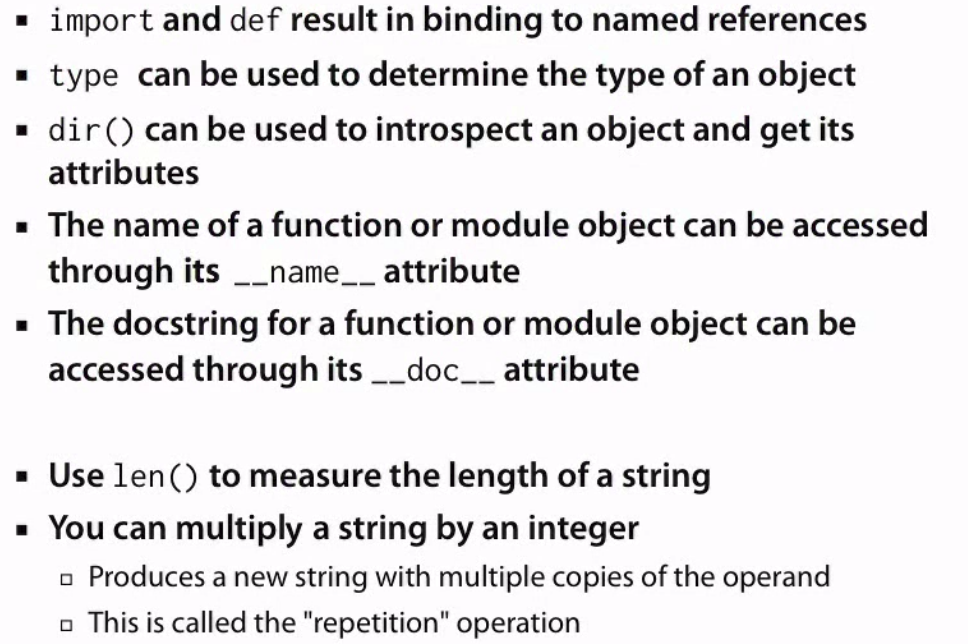 ▪ import and def result in binding to named references
▪ type can be used to determine the type of an object
▪ dir() can be used to introspect an object and get its
attributes
▪ The name of a function or module object can be accessed
through its __name__ attribute
▪ The docstring for a function or module object can be
accessed through its __doc__ attribute
▪ Use len() to measure the length of a string
▪ You can multiply a string by an integer
▫ Produces a new string with multiple copies of the operand
▫ This is called the "repetition" operation